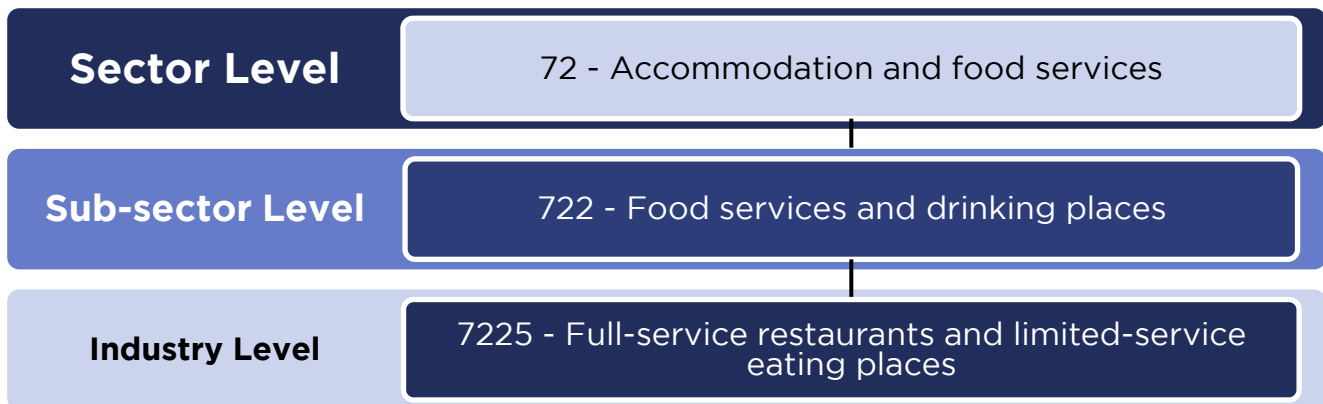 Sector Level
72 - Accommodation and food services
Sub-sector Level
722 - Food services and drinking places
Industry Level
7225 - Full-service restaurants and limited-service
eating places